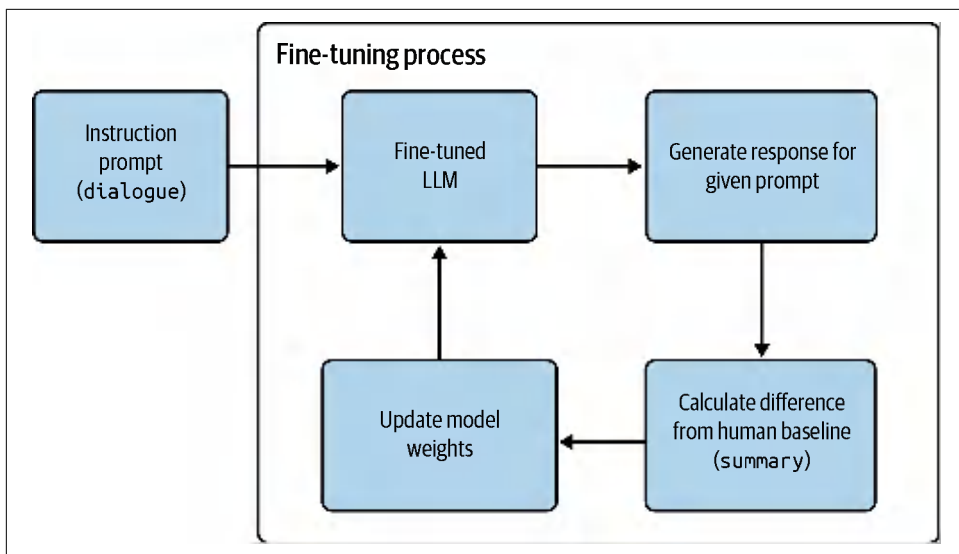 Fine-tuning process
Instruction
prompt
(dialogue)
Fine-tuned
LLM
Generate response for
given prompt
Update model
weights
Calculate difference
from human baseline
(summary)